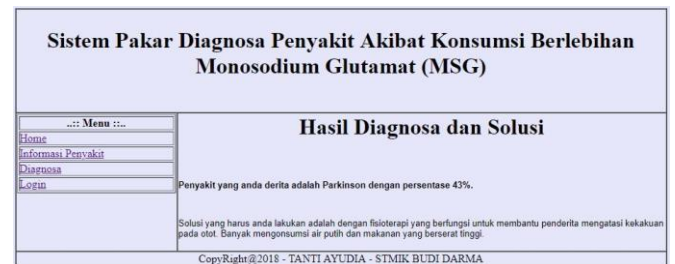 Sistem Pakar Diagnosa Penyakit Akibat Konsumsi Berlebihan
Monosodium Glutamat (MSG)
..:: Menu ::..
Home
Informasi Penyakit
Diagnosa
Login
Hasil Diagnosa dan Solusi
Penyakit yang anda derita adalah Parkinson dengan persentase 43%.
Solusi yang harus anda lakukan adalah dengan fisioterapi yang berfungsi untuk membantu penderita mengatasi kekakuan
pada otot. Banyak mengonsumsi air putih dan makanan yang berserat tinggi.
CopyRight@2018 - TANTI AYUDIA - STMIK BUDI DARMA